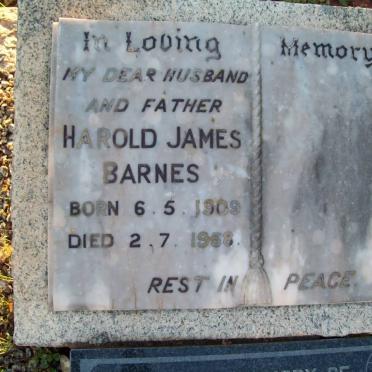 In Loving Memory
MY DEAR HUSBAND
AND FATHER
HAROLD JAMES
BARNES
BORN 6.5.1909
DIED 2.7.1968.
REST IN PEACE.